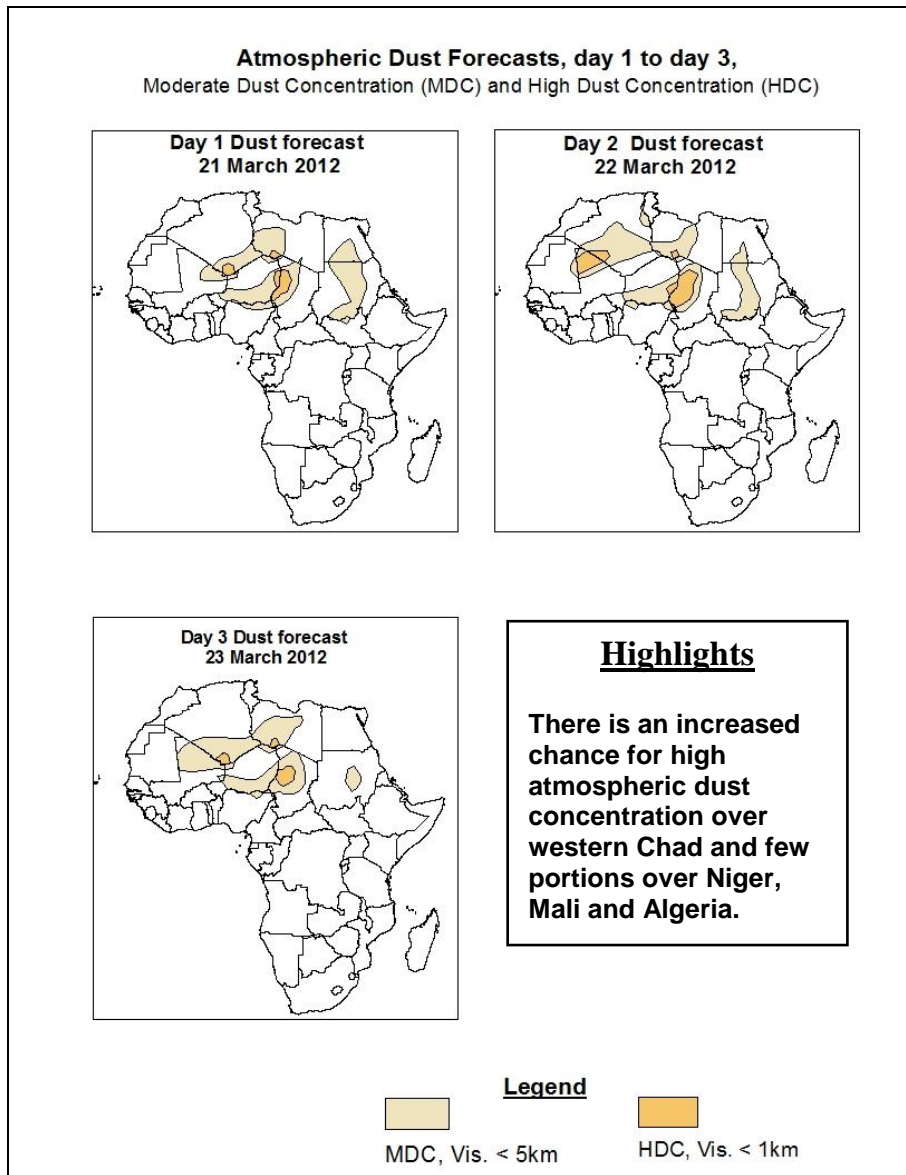 Atmospheric Dust Forecasts, day 1 to day 3,
Moderate Dust Concentration (MDC) and High Dust Concentration (HDC)
Day 1 Dust forecast
21 March 2012
Day 2 Dust forecast
22 March 2012
Day 3 Dust forecast
23 March 2012
Highlights
There is an increased
chance for high
atmospheric dust
concentration over
western Chad and few
portions over Niger,
Mali and Algeria.
Legend
MDC, Vis. < 5km
HDC, Vis. < 1km